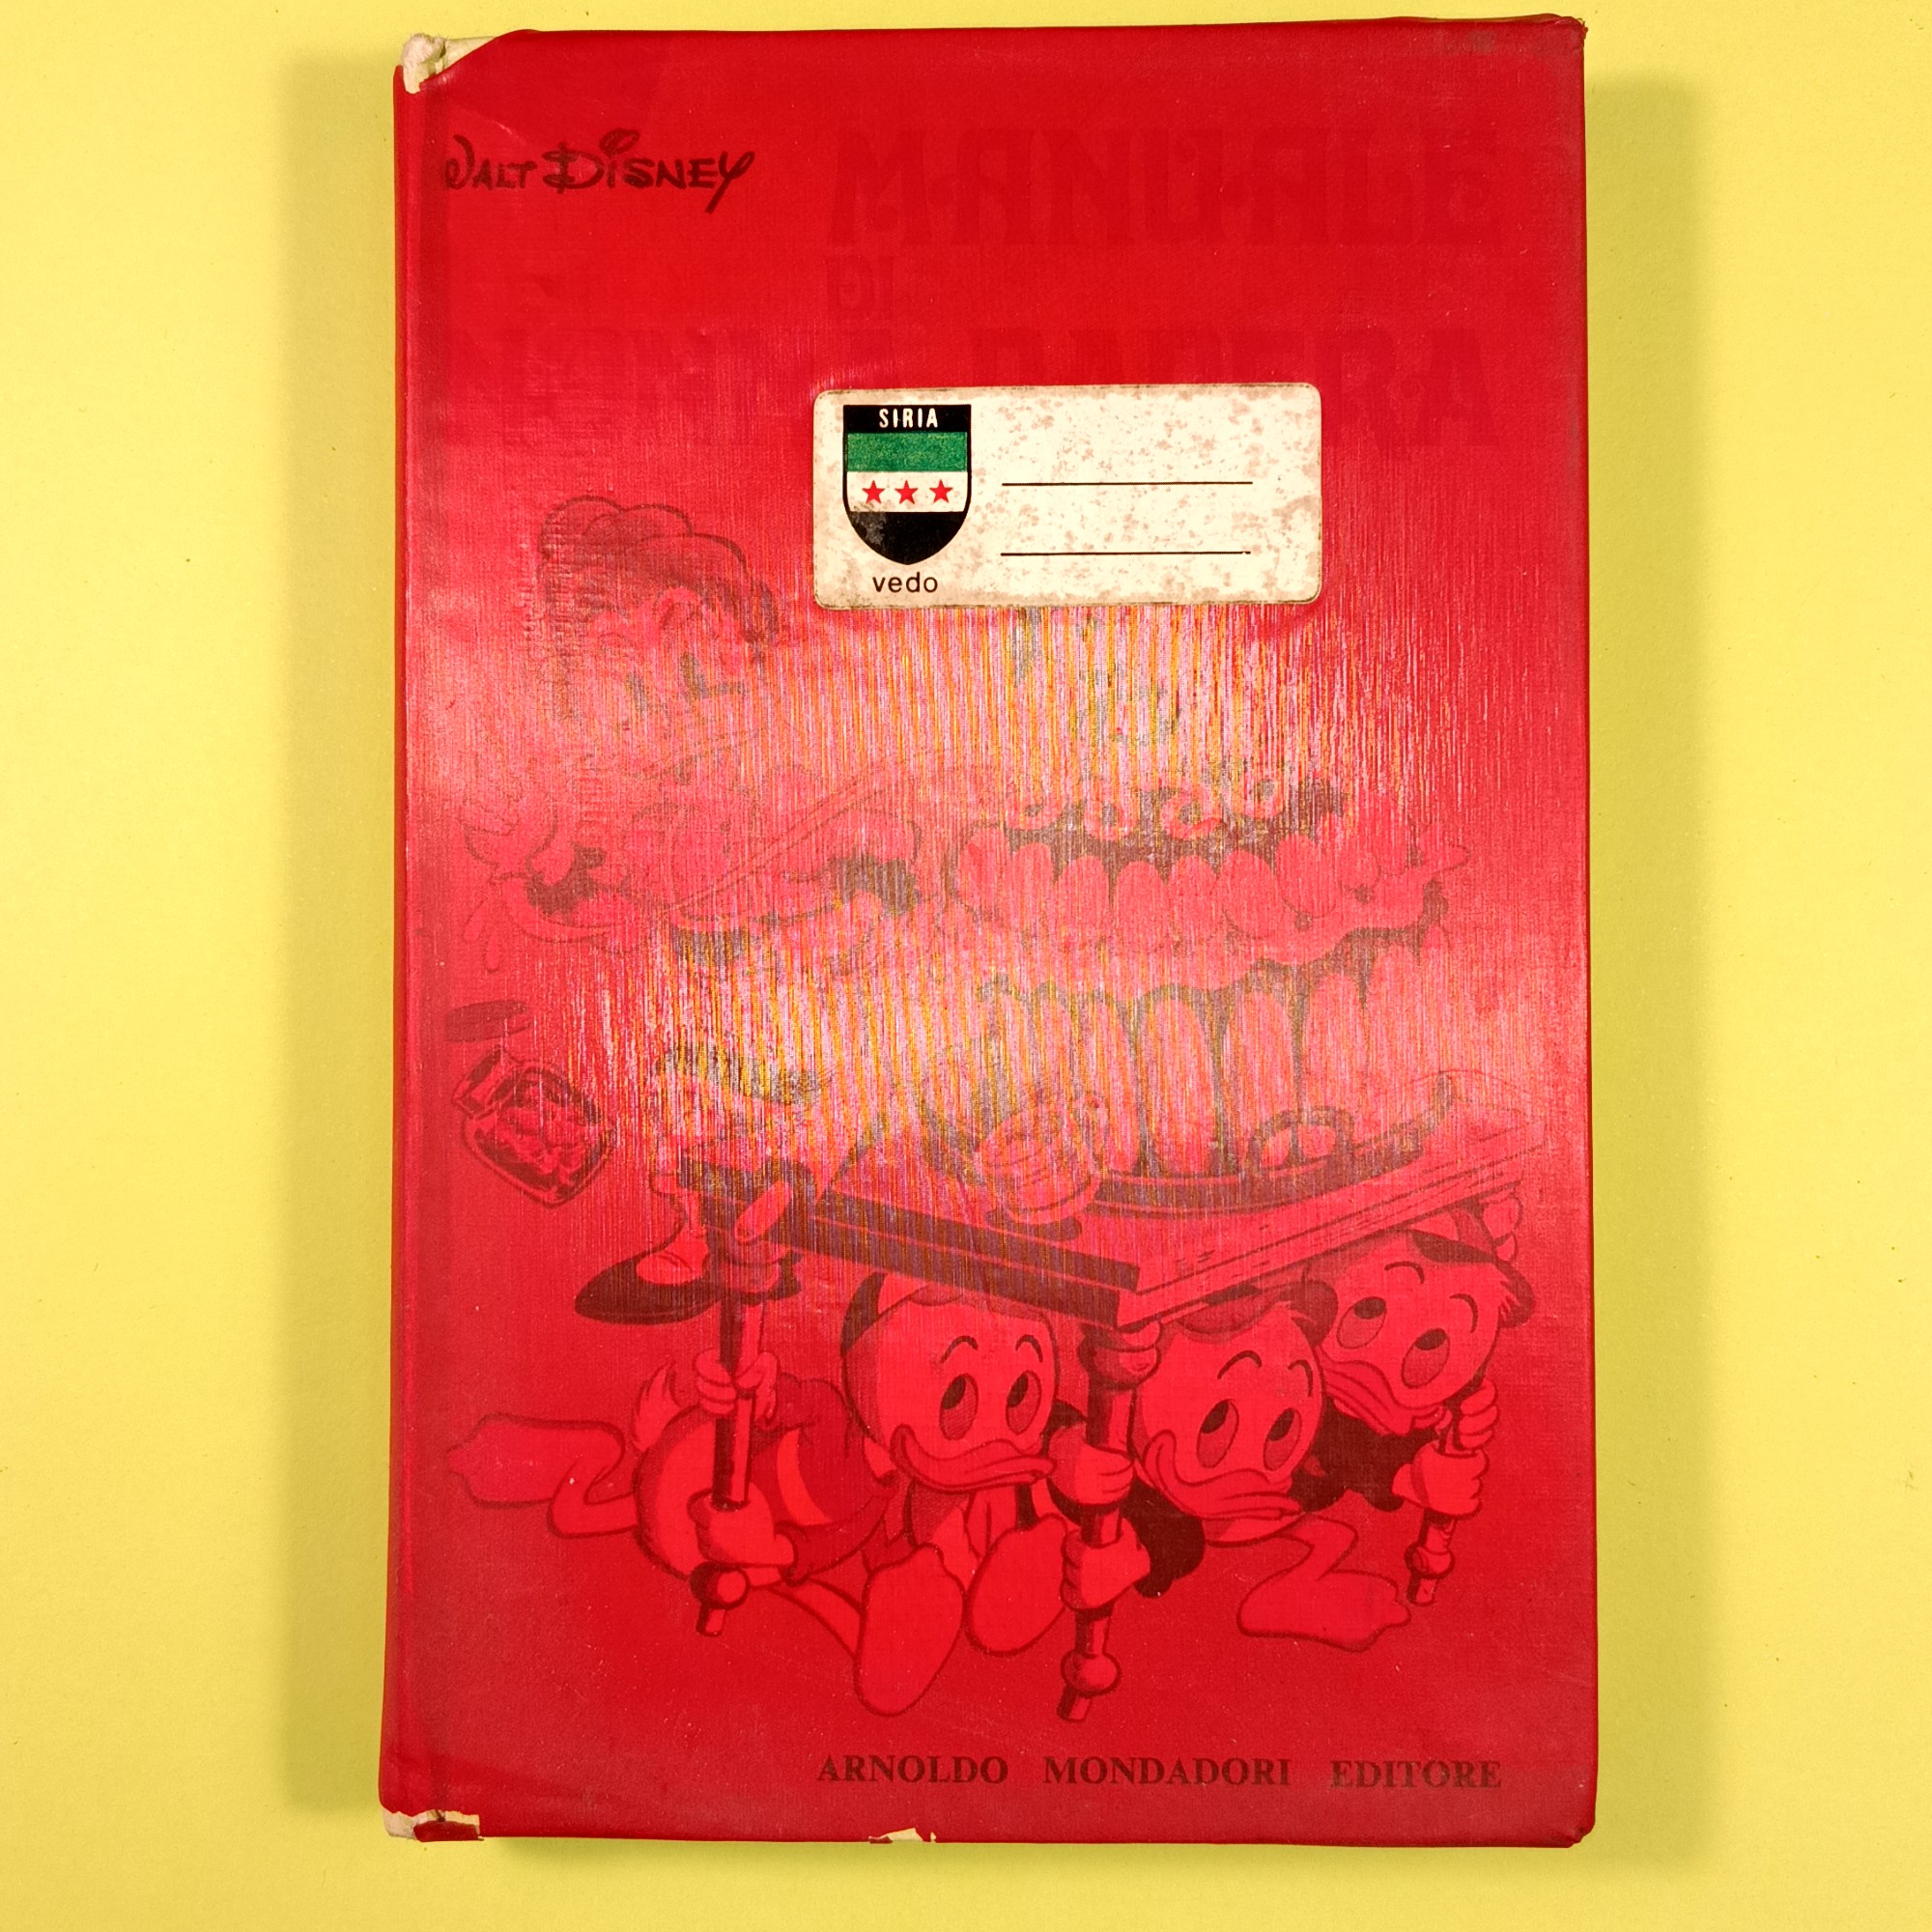 WALT DISNEY
MANUALE
DI
NONNA PAPERA
SIRIA
vedo
ARNOLDO MONDADORI EDITORE